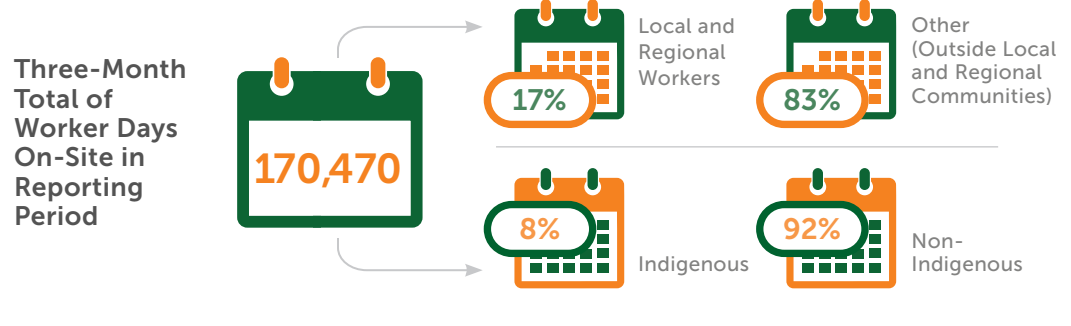 Three-Month
Total of
Worker Days
On-Site in
Reporting
Period
170,470
17%
Local and
Regional
Workers
83%
Other
(Outside Local
and Regional
Communities)
8%
Indigenous
92%
Non-
Indigenous